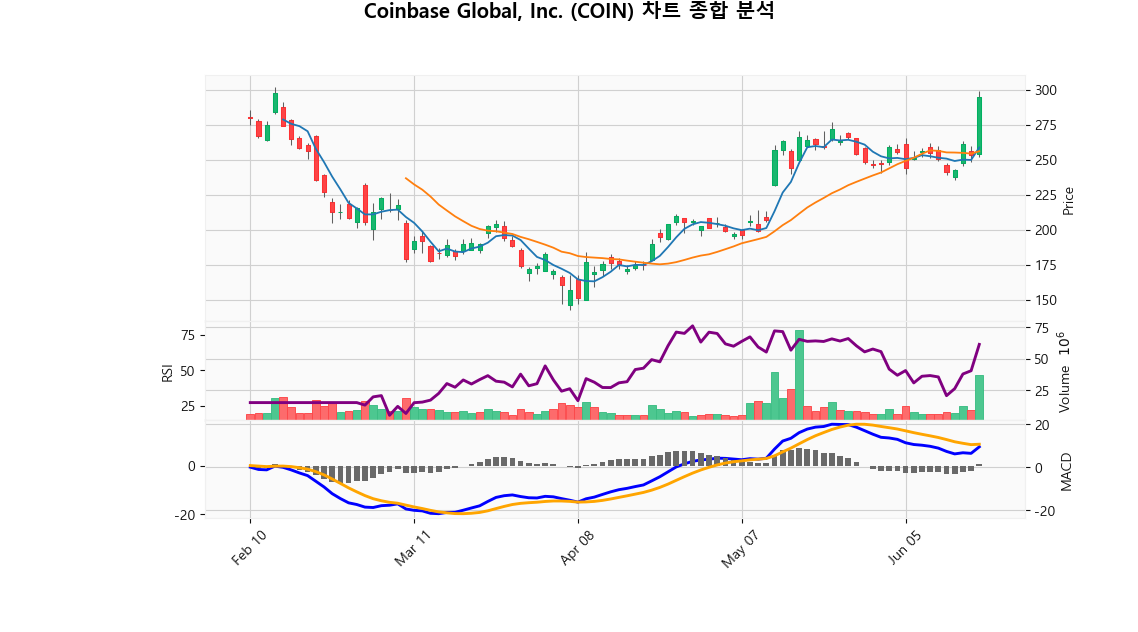 Coinbase Global, Inc. (COIN) 차트 종합 분석
300
275
250
225
200
175
150
Price
75
50
25
RSI
75
50
25
Volume 10^6
0
-20
20
0
-20
MACD
Feb 10
Mar 11
Apr 08
May 07
Jun 05